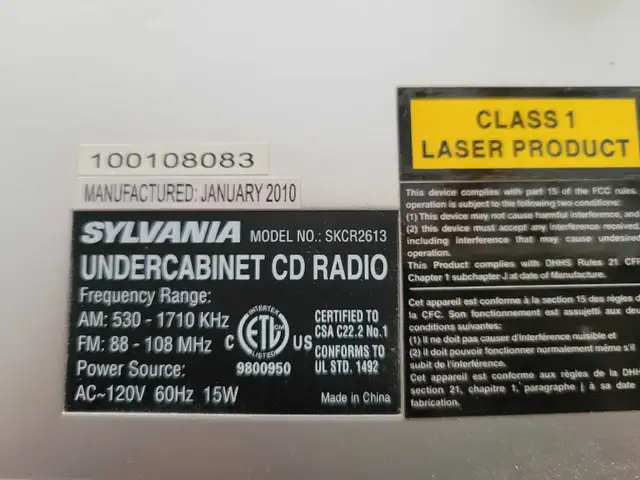 100108083
MANUFACTURED: JANUARY 2010
SYLVANIA MODEL NO.: SKCR2613
UNDERCABINET CD RADIO
Frequency Range:
AM: 530 - 1710 KHz
FM: 88 - 108 MHz
Power Source:
AC~120V 60Hz 15W
INTERTEK
C ETL CM US
LISTED
9800950
CERTIFIED TO
CSA C22.2 No.1
CONFORMS TO
UL STD. 1492
Made in China
CLASS 1
LASER PRODUCT
This device complies with part 15 of the FCC rules.
operation is subject to the following two conditions:
(1) This device may not cause harmful interference, and
(2) this device must accept any interference received,
including interference that may cause undesired
operation.
This Product complies with DHHS Rules 21 CFR
Chapter 1 subchapter J at date of Manufacture.
Cet appareil est conforme à la section 15 des règles de
la CFC. Son fonctionnement est assujetti aux deux
conditions suivantes:
(1) Il ne doit pas causer d'interférence nuisible et
(2) Il doit pouvoir fonctionner normalement même s'il
subit de l'interférence.
Cet appareil est conforme aux règles de la DHH
section 21, chapitre 1, paragraphe j à sa date
fabrication.